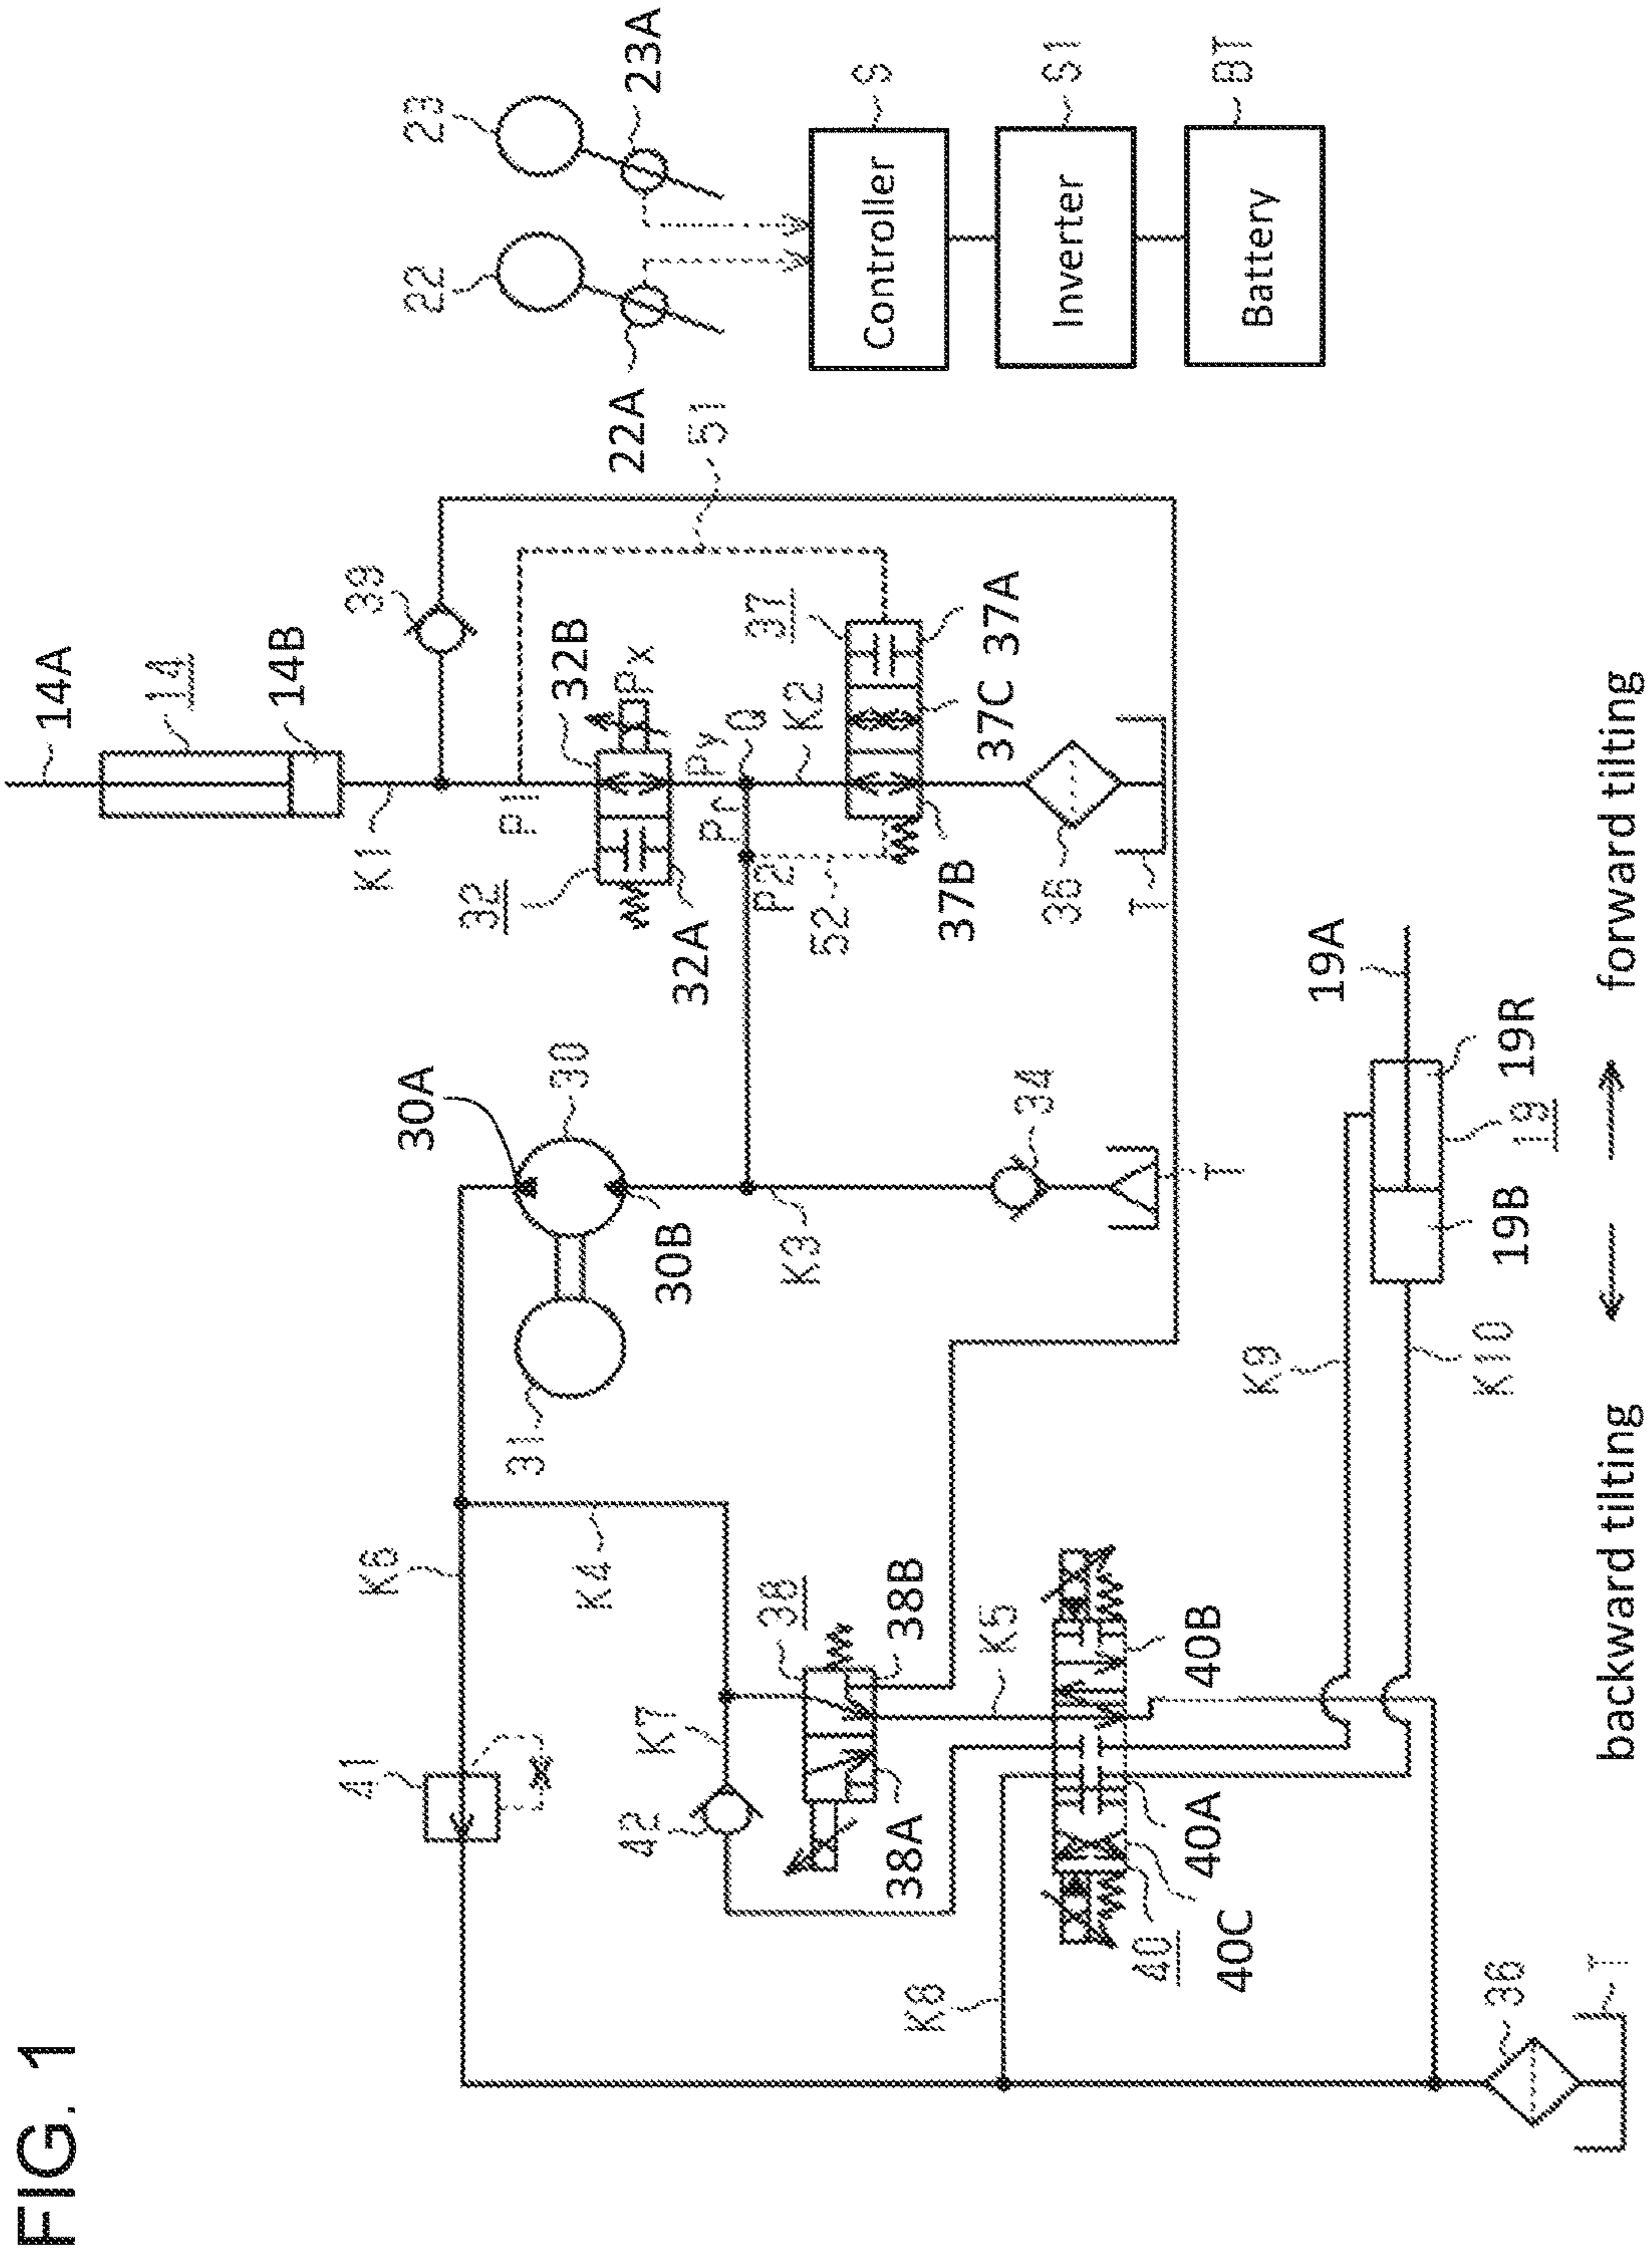 FIG. 1
14A
14
14B
K1
39
P1
32
32A
32B
Px
Py
Pr
Q
K2
P2
52
51
37
37A
37C
37B
36
T
22
23
22A
23A
Controller
S
Inverter
S1
Battery
BT
30A
30
30B
31
K3
34
T
K6
K4
41
K7
42
38
38A
38B
K5
40
40A
40B
40C
K8
K9
K10
19A
19R
19
19B
36
T
backward tilting
forward tilting